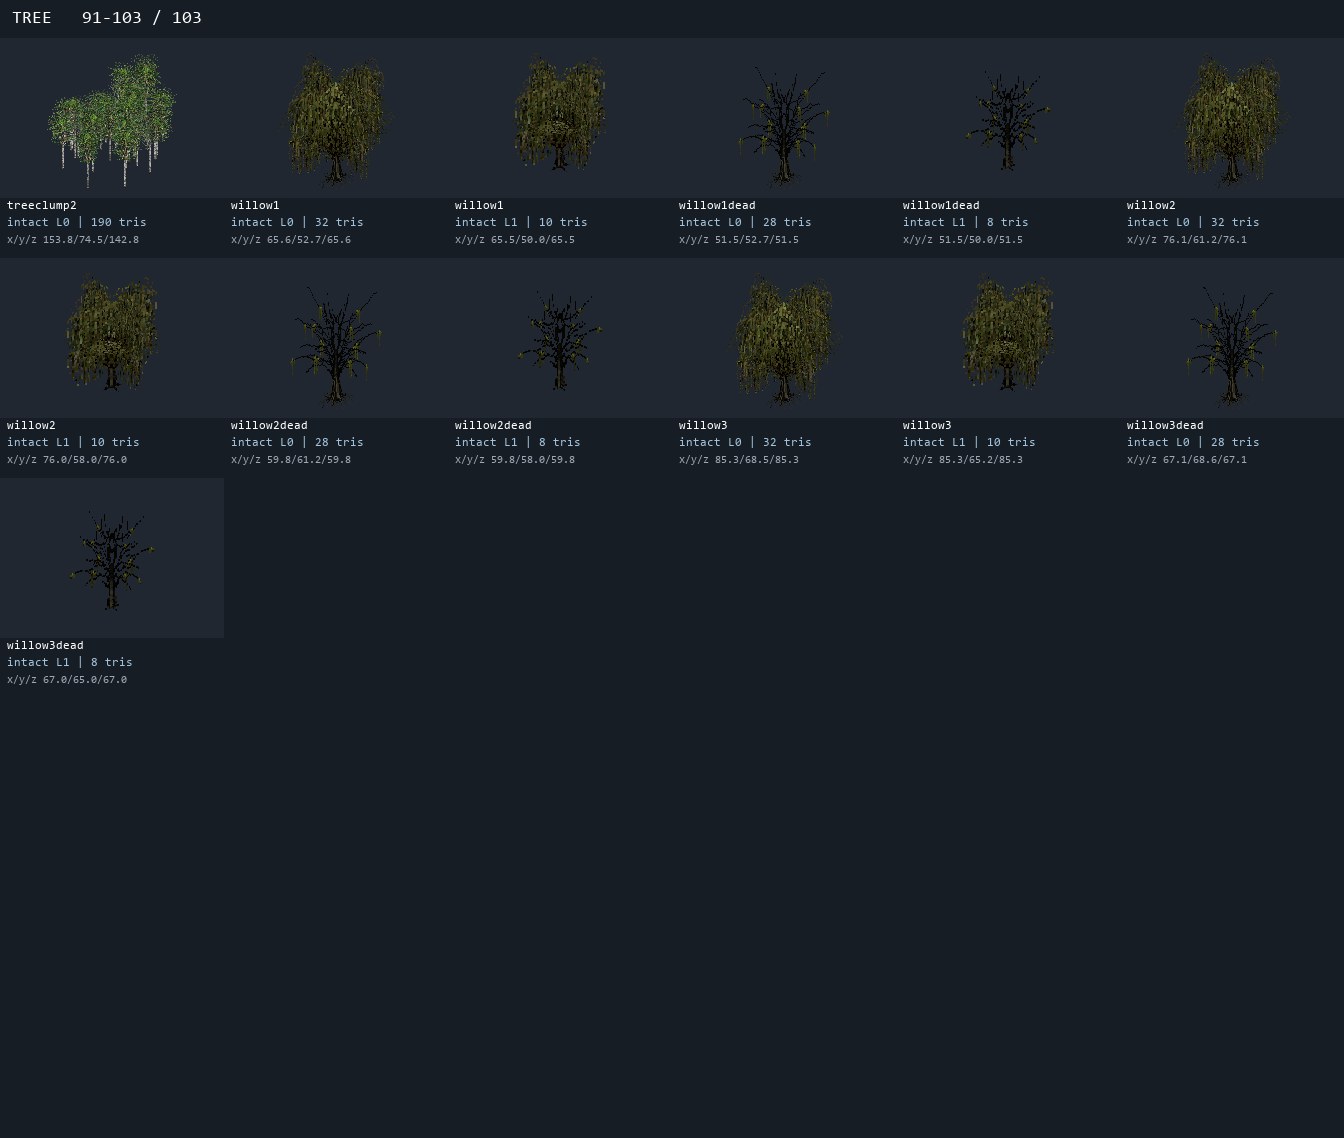 TREE 91-103 / 103
treeclump2
intact L0 | 190 tris
x/y/z 153.8/74.5/142.8
willow1
intact L0 | 32 tris
x/y/z 65.6/52.7/65.6
willow1
intact L1 | 10 tris
x/y/z 65.5/50.0/65.5
willow1dead
intact L0 | 28 tris
x/y/z 51.5/52.7/51.5
willow1dead
intact L1 | 8 tris
x/y/z 51.5/50.0/51.5
willow2
intact L0 | 32 tris
x/y/z 76.1/61.2/76.1
willow2
intact L1 | 10 tris
x/y/z 76.0/58.0/76.0
willow2dead
intact L0 | 28 tris
x/y/z 59.8/61.2/59.8
willow2dead
intact L1 | 8 tris
x/y/z 59.8/58.0/59.8
willow3
intact L0 | 32 tris
x/y/z 85.3/68.5/85.3
willow3
intact L1 | 10 tris
x/y/z 85.3/65.2/85.3
willow3dead
intact L0 | 28 tris
x/y/z 67.1/68.6/67.1
willow3dead
intact L1 | 8 tris
x/y/z 67.0/65.0/67.0